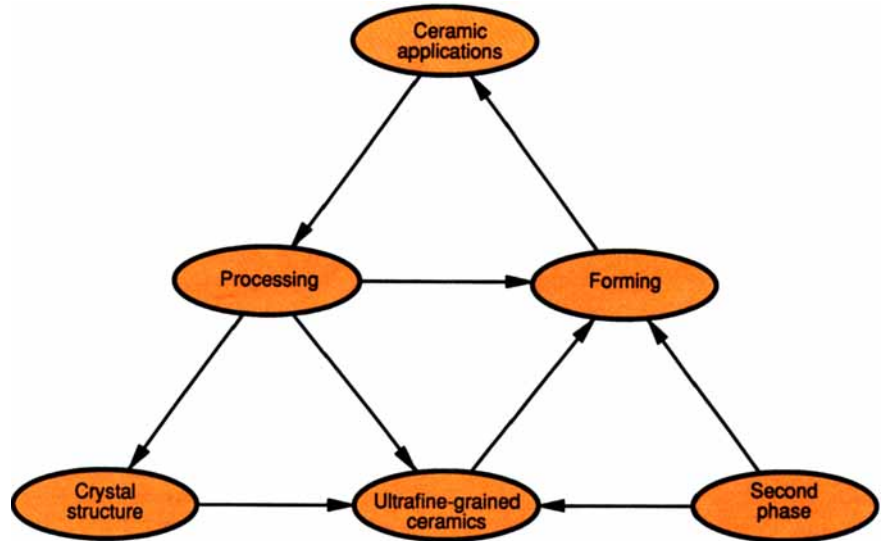 Ceramic
applications
Processing
Forming
Crystal
structure
Ultrafine-grained
ceramics
Second
phase